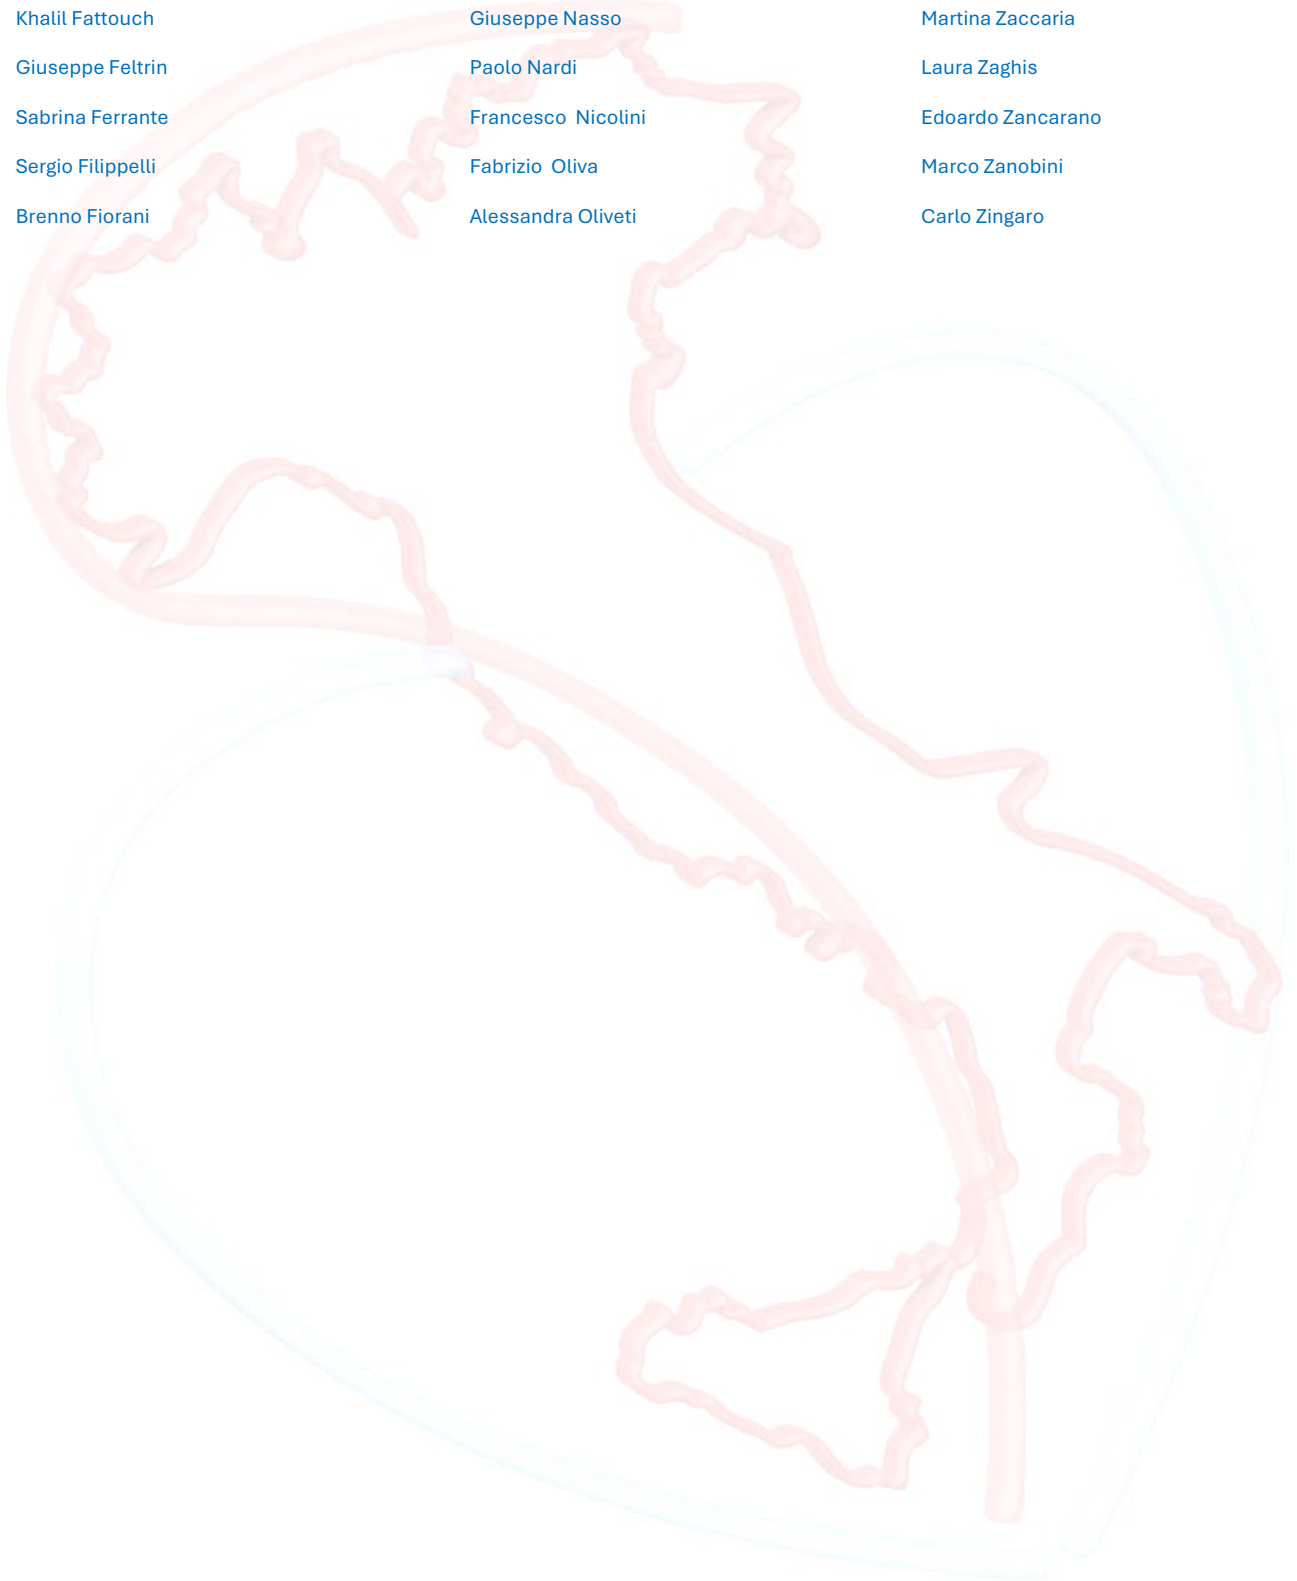 Khalil Fattouch
Giuseppe Feltrin
Sabrina Ferrante
Sergio Filippelli
Brenno Fiorani
Giuseppe Nasso
Paolo Nardi
Francesco  Nicolini
Fabrizio  Oliva
Alessandra Oliveti
Martina Zaccaria
Laura Zaghis
Edoardo Zancarano
Marco Zanobini
Carlo Zingaro